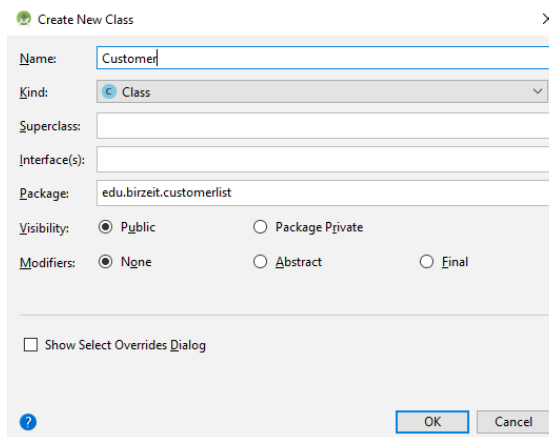 Create New Class
Name: Customer
Kind: C Class
Superclass:
Interface(s):
Package: edu.birzeit.customerlist
Visibility: Public Package Private
Modifiers: None Abstract Final
Show Select Overrides Dialog
? OK Cancel